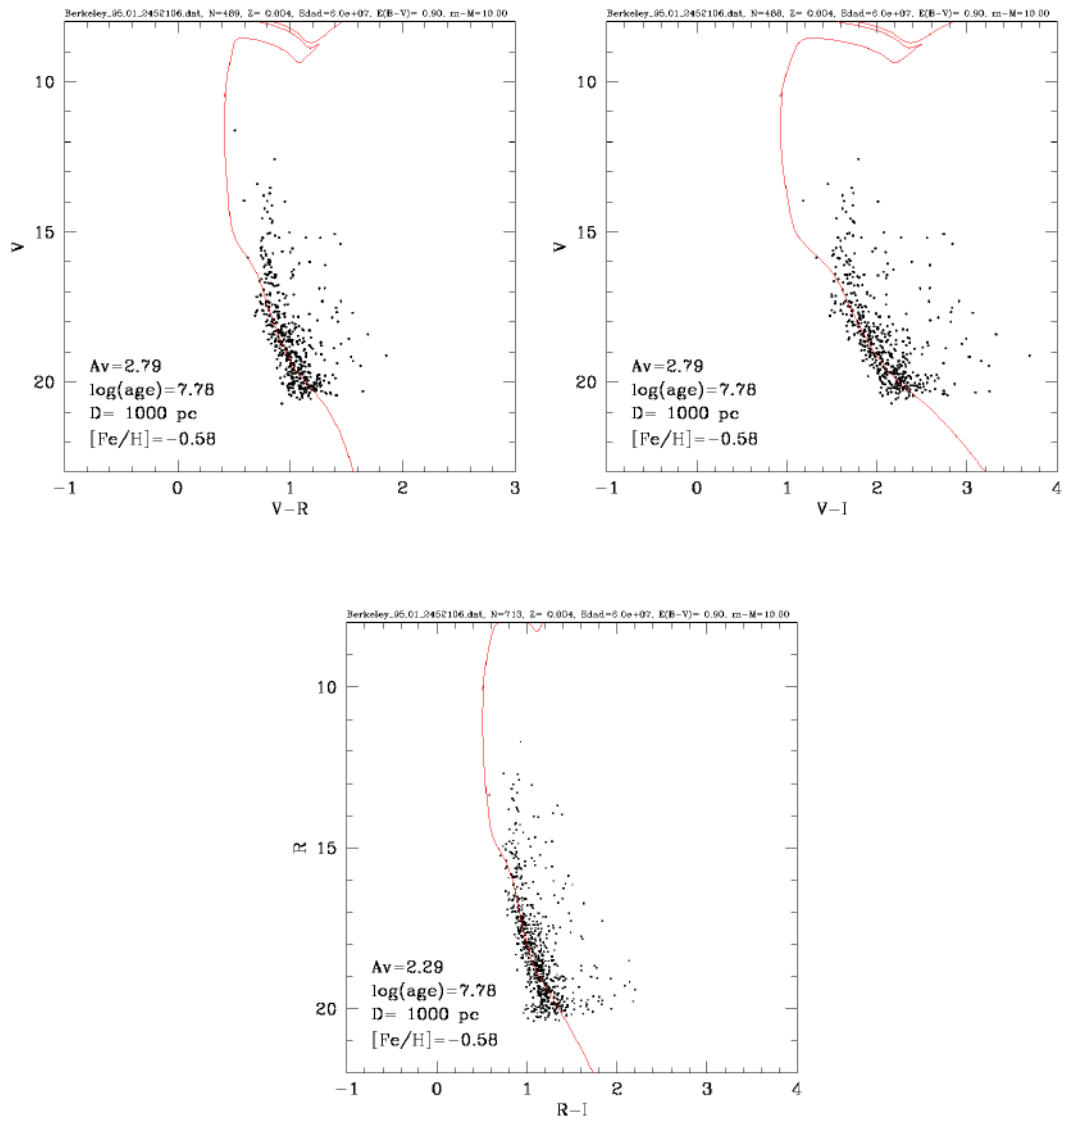 Berkeley_95.01_2452106.dat, N=489, Z= 0.004, Edad=6.0e+07, E(B-V)= 0.90, m-M=10.00
10
15
20
V
Av=2.79
log(age)=7.78
D= 1000 pc
[Fe/H]=-0.58
-1 0 1 2 3
V-R
Berkeley_95.01_2452106.dat, N=488, Z= 0.004, Edad=6.0e+07, E(B-V)= 0.90, m-M=10.00
10
15
20
V
Av=2.79
log(age)=7.78
D= 1000 pc
[Fe/H]=-0.58
-1 0 1 2 3 4
V-I
Berkeley_95.01_2452106.dat, N=713, Z= 0.004, Edad=6.0e+07, E(B-V)= 0.90, m-M=10.00
10
15
20
R
Av=2.29
log(age)=7.78
D= 1000 pc
[Fe/H]=-0.58
-1 0 1 2 3 4
R-I